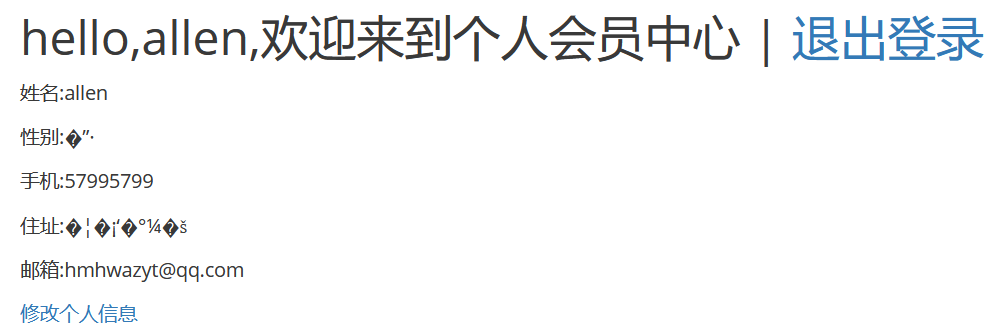 hello,allen,欢迎来到个人会员中心 | 退出登录
姓名:allen
性别:�”·
手机:57995799
住址:�¦�¡‘�°¼�š
邮箱:hmhwazyt@qq.com
修改个人信息